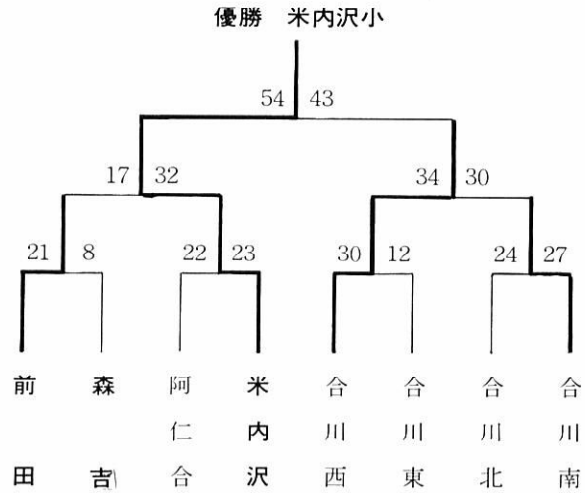 優勝 米内沢小
54 43
17 32 34 30
21 8 22 23 30 12 24 27
前田
森吉
阿仁合
米内沢
合川西
合川東
合川北
合川南